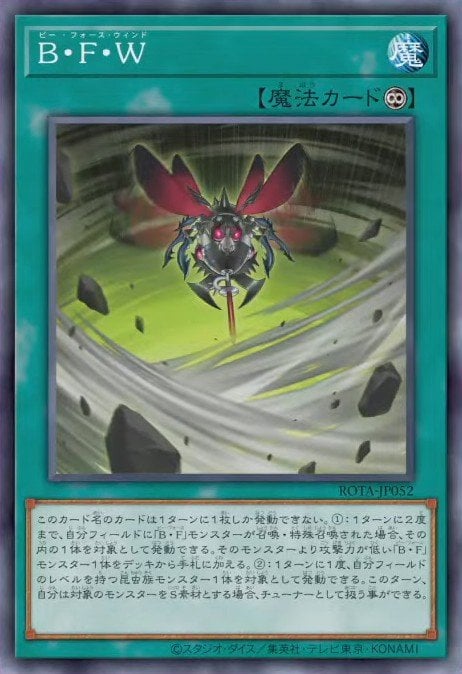 ビー・フォース・ウィンド
B・F・W
魔
【魔法カード】
ROTA-JP052
このカード名のカードは1ターンに1枚しか発動できない。①:1ターンに2度
まで、自分フィールドに「B・F」モンスターが召喚・特殊召喚された場合、その
内の1体を対象として発動できる。そのモンスターより攻撃力が低い「B・F」
モンスター1体をデッキから手札に加える。②:1ターンに1度、自分フィールド
のレベルを持つ昆虫族モンスター1体を対象として発動できる。このターン、
自分は対象のモンスターをS素材とする場合、チューナーとして扱う事ができる。
©スタジオ・ダイス/集英社・テレビ東京・KONAMI